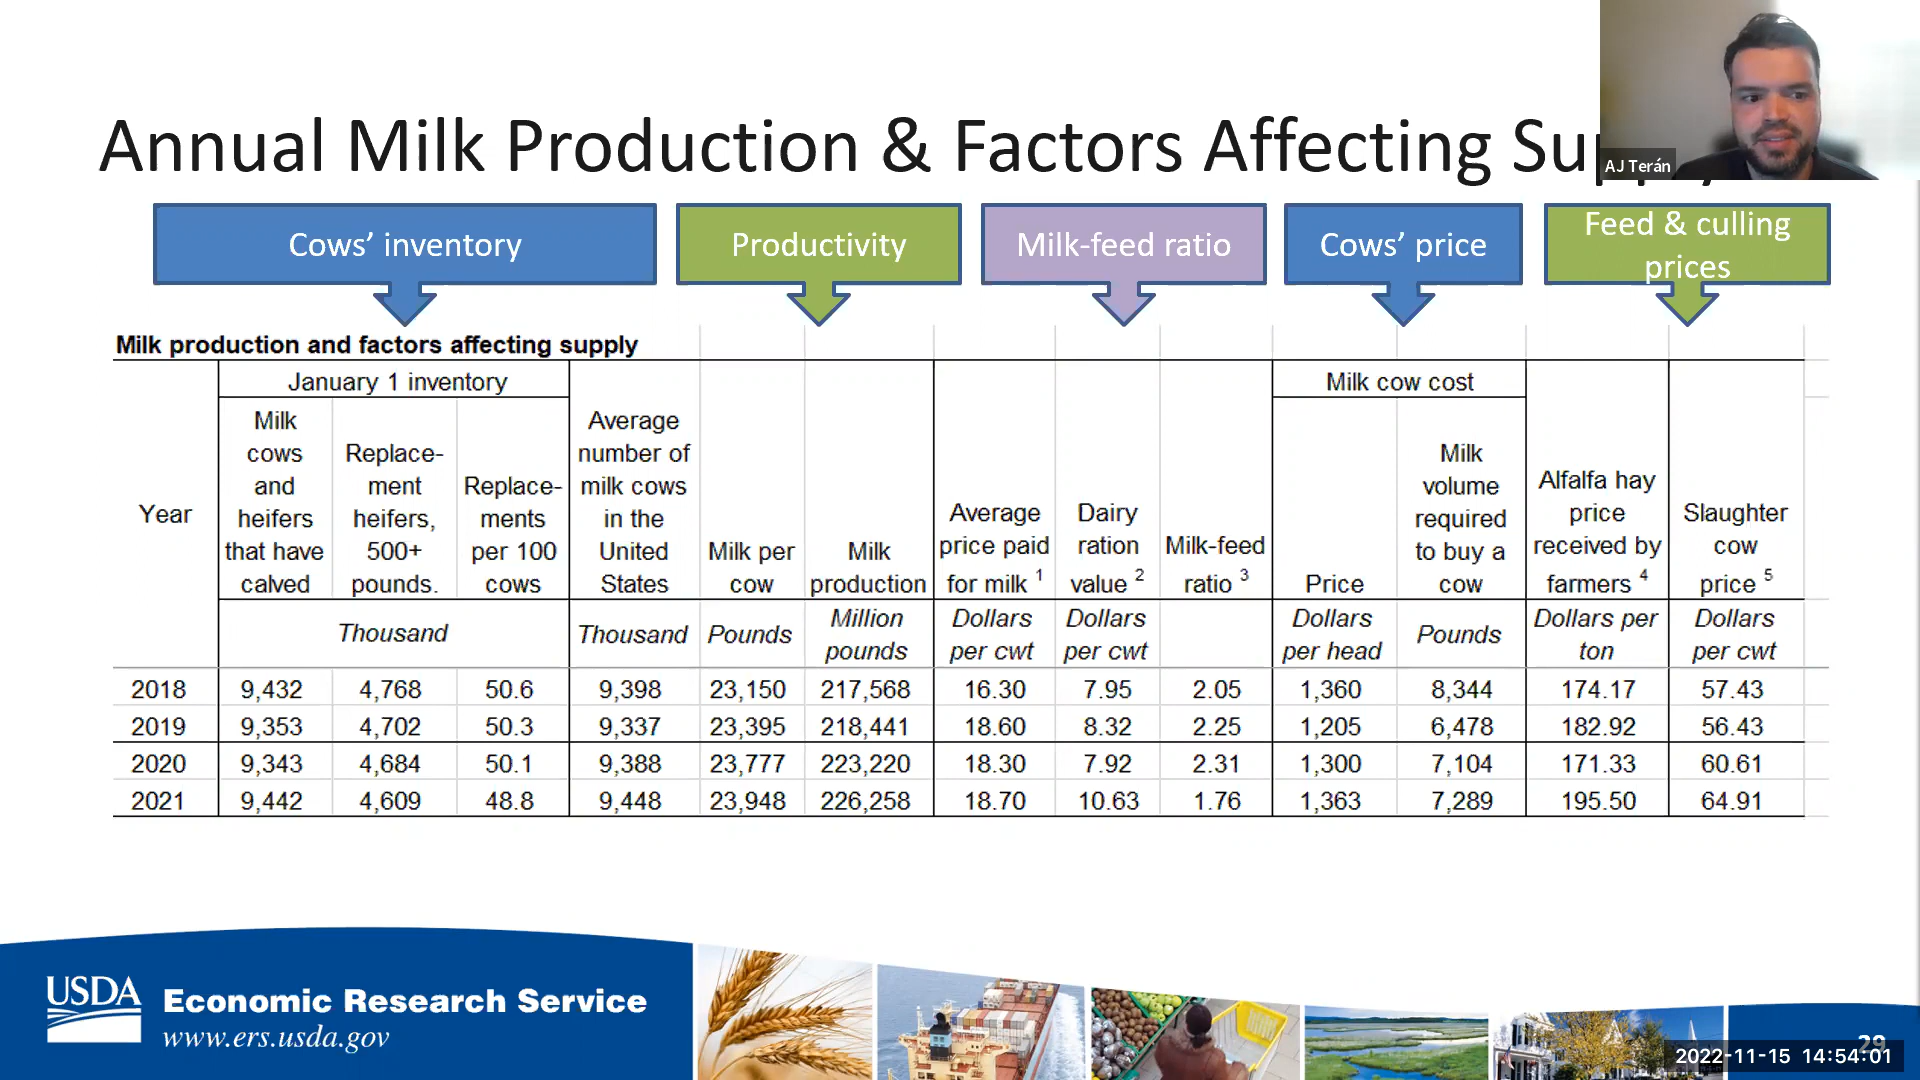 Annual Milk Production & Factors Affecting
AJ Terán
Cows’ inventory
Productivity
Milk-feed ratio
Cows’ price
Feed & culling
prices
Milk production and factors affecting supply
January 1 inventory
Milk cow cost
Year
Milk
cows
and
heifers
that have
calved
Replace-
ment
heifers,
500+
pounds.
Replace-
ments
per 100
cows
Average
number of
milk cows
in the
United
States
Milk per
cow
Milk
production
Average
price paid
for milk 1
Dairy
ration
value 2
Milk-feed
ratio 3
Price
Milk
volume
required
to buy a
cow
Alfalfa hay
price
received by
farmers 4
Slaughter
cow
price 5
Thousand
Thousand
Pounds
Million
pounds
Dollars
per cwt
Dollars
per cwt
Dollars
per head
Pounds
Dollars per
ton
Dollars
per cwt
2018 9,432 4,768 50.6 9,398 23,150 217,568 16.30 7.95 2.05 1,360 8,344 174.17 57.43
2019 9,353 4,702 50.3 9,337 23,395 218,441 18.60 8.32 2.25 1,205 6,478 182.92 56.43
2020 9,343 4,684 50.1 9,388 23,777 223,220 18.30 7.92 2.31 1,300 7,104 171.33 60.61
2021 9,442 4,609 48.8 9,448 23,948 226,258 18.70 10.63 1.76 1,363 7,289 195.50 64.91
USDA
Economic Research Service
www.ers.usda.gov
29
2022-11-15 14:54:01